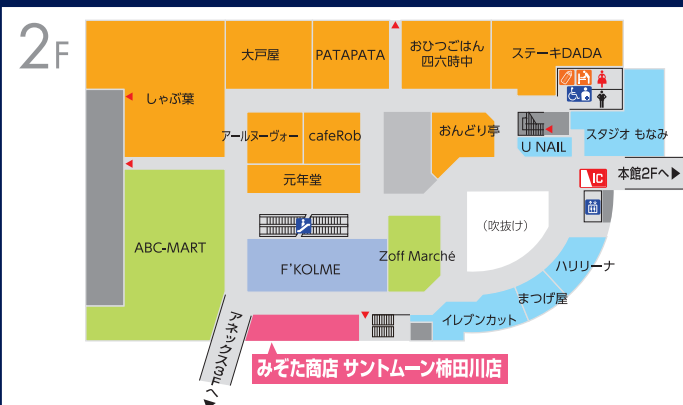 2F
大戸屋
PATAPATA
おひつごはん
四六時中
ステーキDADA
しゃぶ葉
アールヌーヴォー
cafeRob
おんどり亭
U NAIL
スタジオ もなみ
元年堂
IC
本館2Fへ▶
ABC-MART
F'KOLME
Zoff Marché
(吹抜け)
ハリリーナ
まつげ屋
イレブンカット
アネックス3Fへ▶
みぞた商店 サントムーン柿田川店